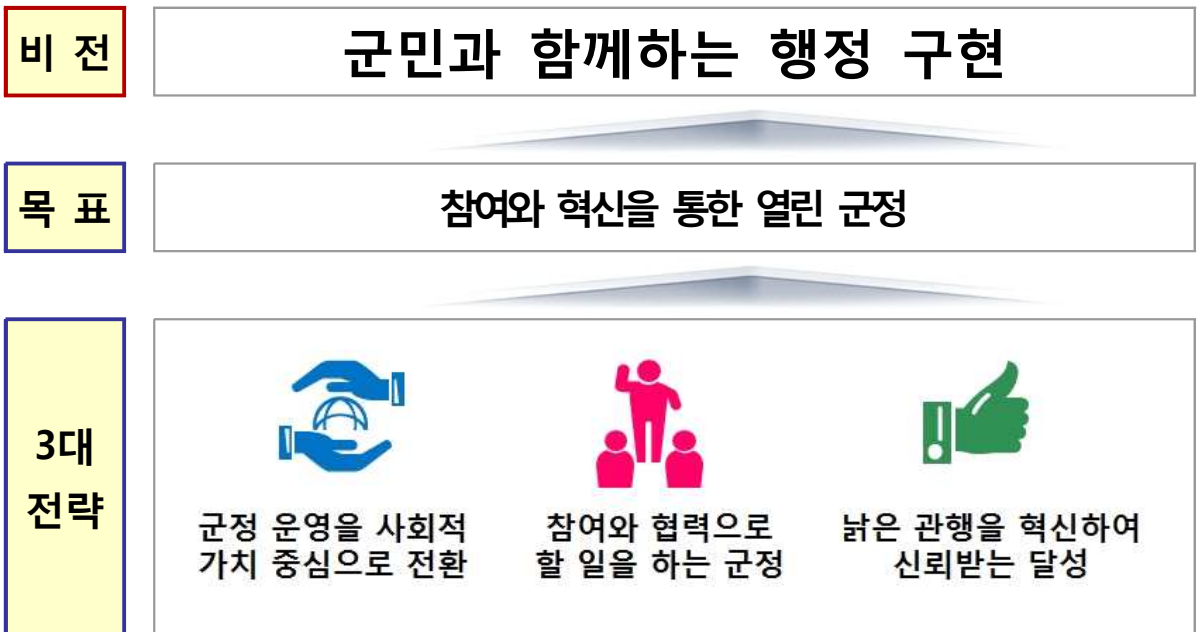 비 전
군민과 함께하는 행정 구현
목 표
참여와 혁신을 통한 열린 군정
3대
전략
군정 운영을 사회적
가치 중심으로 전환
참여와 협력으로
할 일을 하는 군정
낡은 관행을 혁신하여
신뢰받는 달성